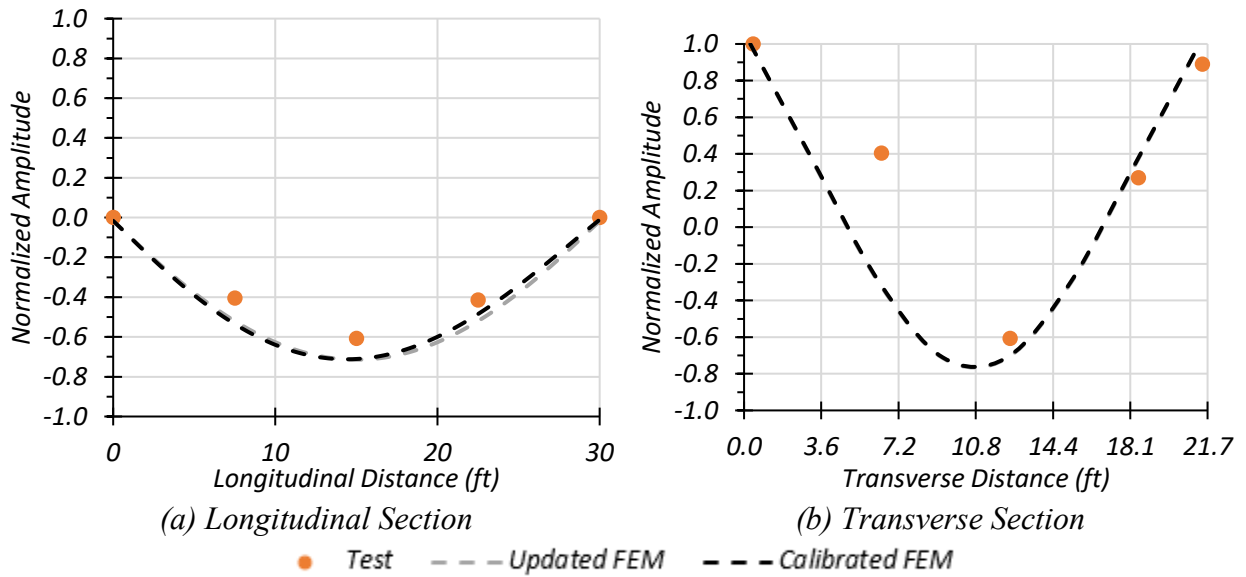 Normalized Amplitude
1.0
0.8
0.6
0.4
0.2
0.0
-0.2
-0.4
-0.6
-0.8
-1.0
0 10 20 30
Longitudinal Distance (ft)
(a) Longitudinal Section
Normalized Amplitude
1.0
0.8
0.6
0.4
0.2
0.0
-0.2
-0.4
-0.6
-0.8
-1.0
0.0 3.6 7.2 10.8 14.4 18.1 21.7
Transverse Distance (ft)
(b) Transverse Section
Test Updated FEM Calibrated FEM